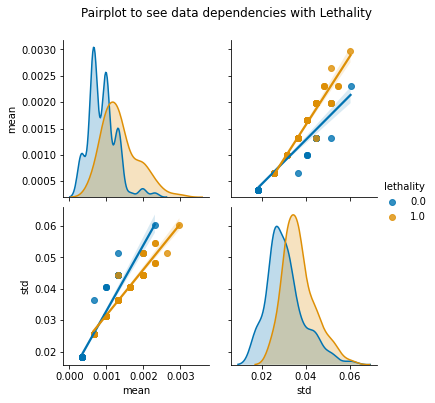 Pairplot to see data dependencies with Lethality
0.0030
0.0025
0.0020
0.0015
0.0010
0.0005
mean
lethality
0.0
1.0
0.06
0.05
0.04
0.03
0.02
std
0.000 0.001 0.002 0.003
mean
0.02 0.04 0.06
std